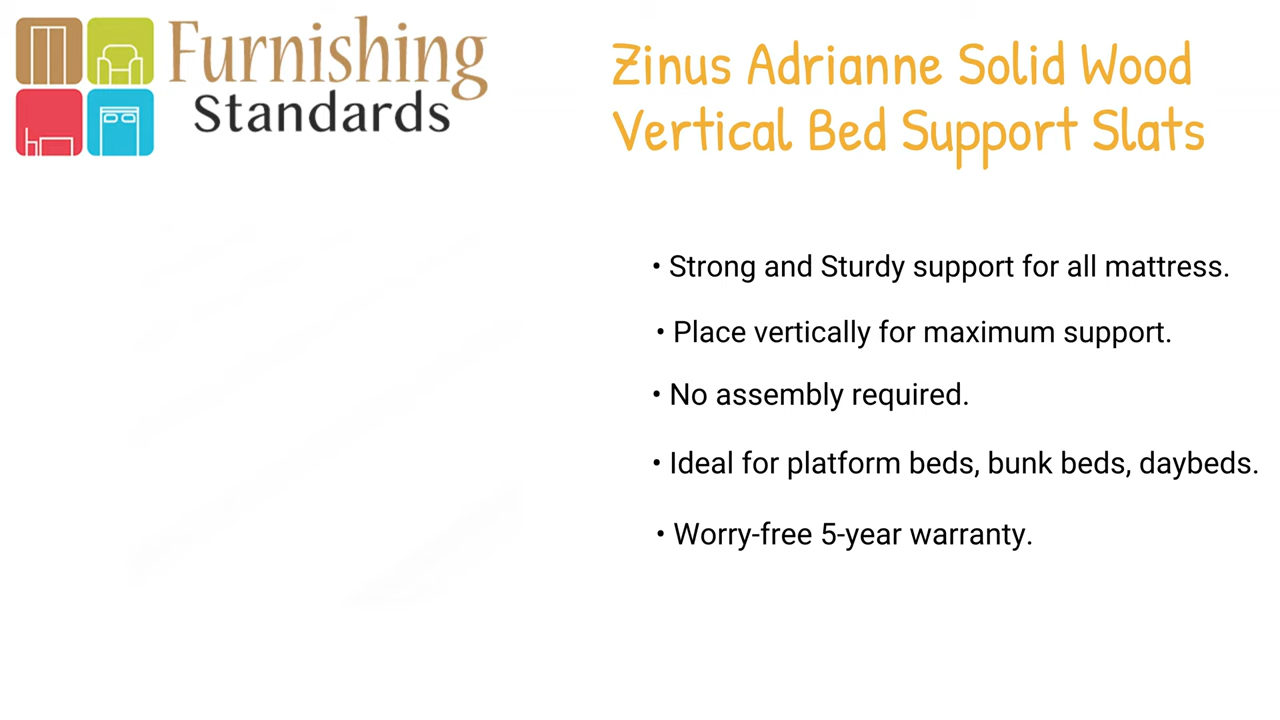 Furnishing
Standards
Zinus Adrianne Solid Wood
Vertical Bed Support Slats
• Strong and Sturdy support for all mattress.
• Place vertically for maximum support.
• No assembly required.
• Ideal for platform beds, bunk beds, daybeds.
• Worry-free 5-year warranty.